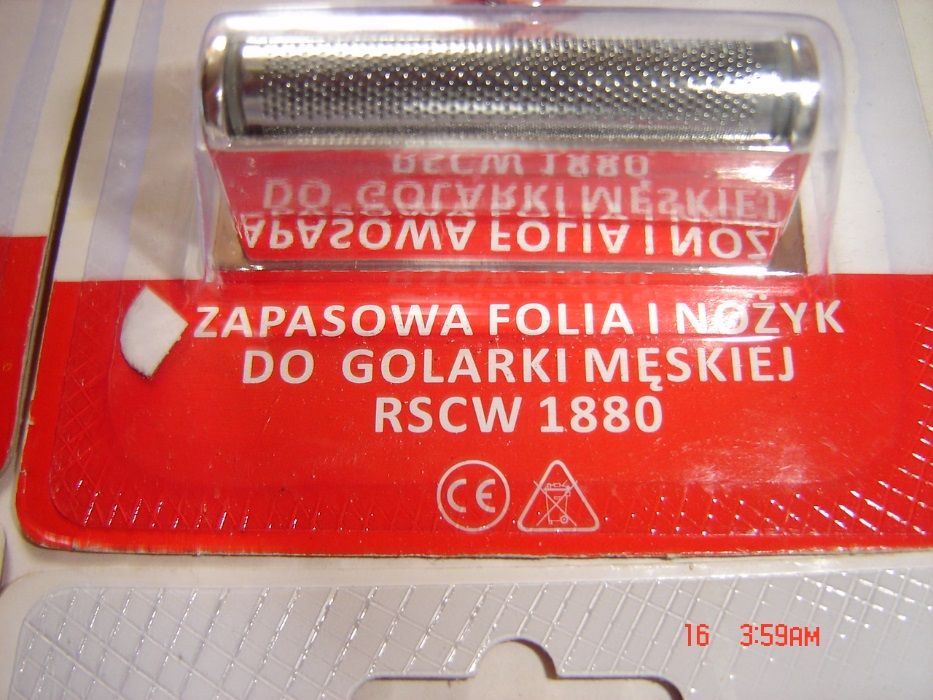 ZAPASOWA FOLIA I NOŻYK
DO GOLARKI MĘSKIEJ
RSCW 1880
CE
16 3:59AM